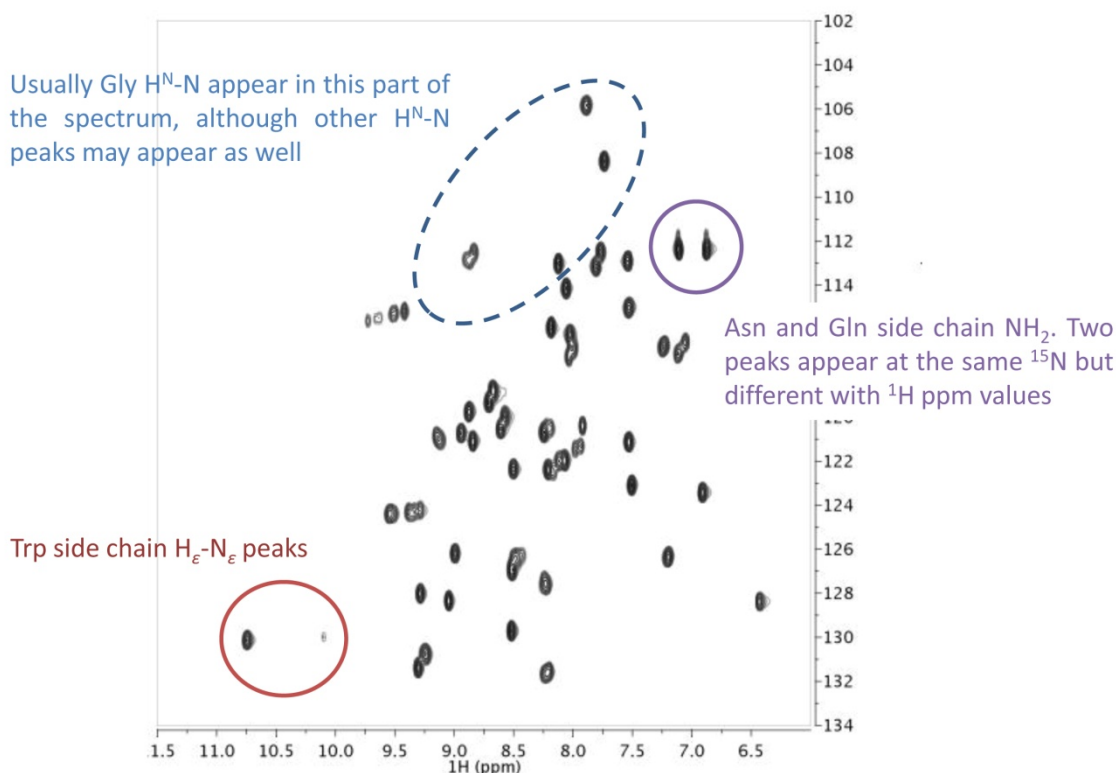 102
104
Usually Gly Hᴺ-N appear in this part
of the spectrum, although other Hᴺ-N
peaks may appear as well
106
108
110
112
114
Asn and Gln side chain NH₂. Two
peaks appear at the same ¹⁵N but
different with ¹H ppm values
120
122
124
Trp side chain Hε-Nε peaks
126
128
130
132
134
1.5 11.0 10.5 10.0 9.5 9.0 8.5 8.0 7.5 7.0 6.5
1H (ppm)